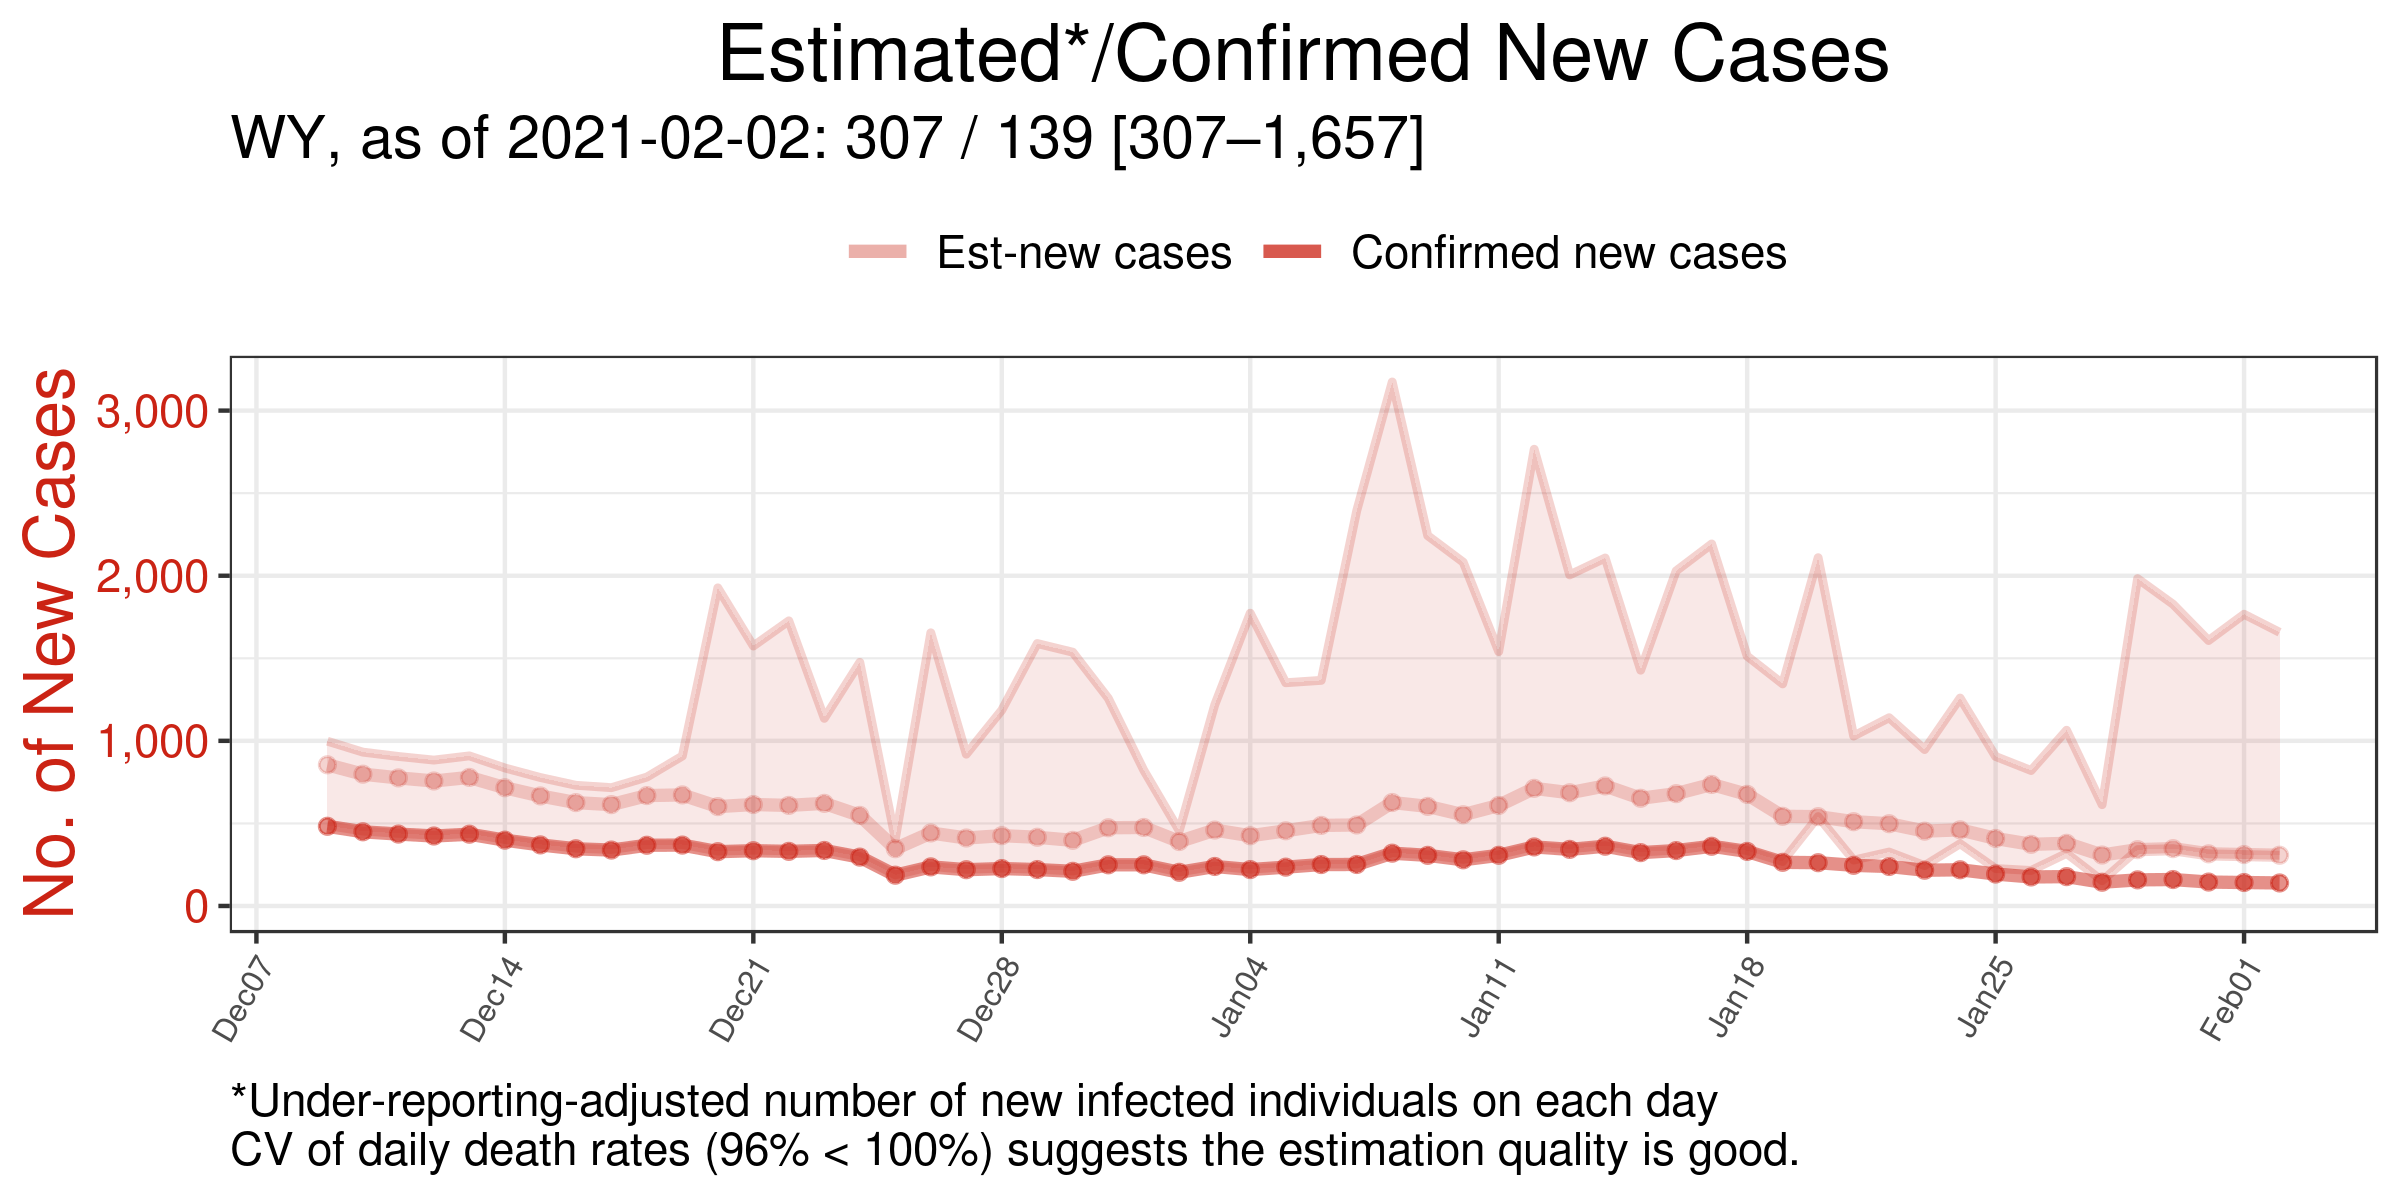 Estimated*/Confirmed New Cases
WY, as of 2021-02-02: 307 / 139 [307–1,657]
Est-new cases
Confirmed new cases
No. of New Cases
3,000
2,000
1,000
0
Dec07
Dec14
Dec21
Dec28
Jan04
Jan11
Jan18
Jan25
Feb01
*Under-reporting-adjusted number of new infected individuals on each day
CV of daily death rates (96% < 100%) suggests the estimation quality is good.